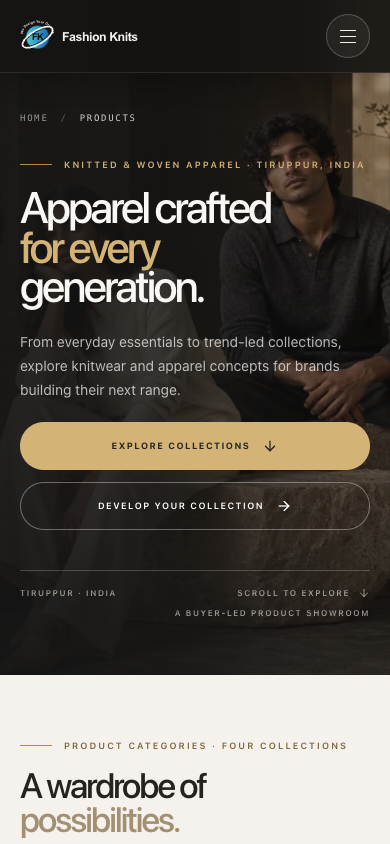 FK
Fashion Knits
HOME / PRODUCTS
KNITTED & WOVEN APPAREL · TIRUPPUR, INDIA
Apparel crafted
for every
generation.
From everyday essentials to trend-led collections,
explore knitwear and apparel concepts for brands
building their next range.
EXPLORE COLLECTIONS ↓
DEVELOP YOUR COLLECTION →
TIRUPPUR · INDIA
SCROLL TO EXPLORE ↓
A BUYER-LED PRODUCT SHOWROOM
PRODUCT CATEGORIES · FOUR COLLECTIONS
A wardrobe of
possibilities.